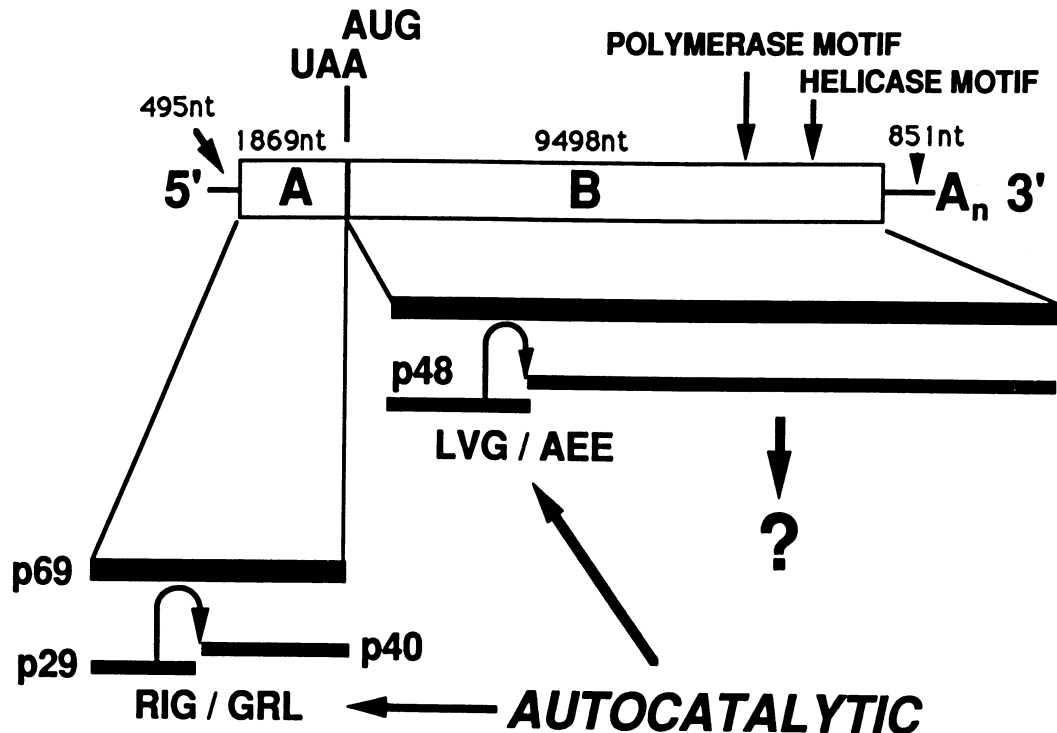 AUG
UAA
POLYMERASE MOTIF
HELICASE MOTIF
495nt
1869nt
9498nt
851nt
5'
A
B
An 3'
p48
LVG / AEE
?
p69
p29
p40
RIG / GRL
AUTOCATALYTIC